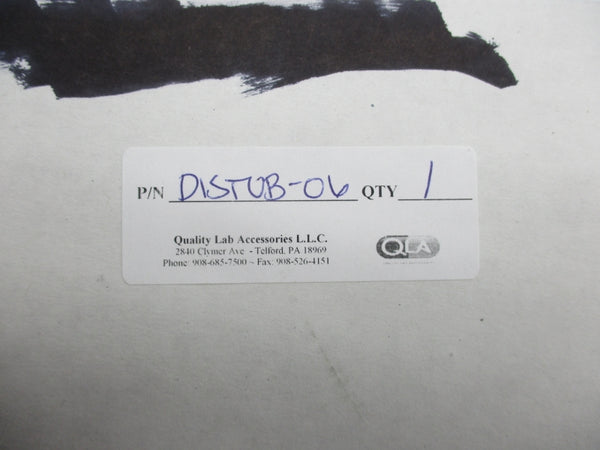 P/N DISTUB-06 QTY 1
Quality Lab Accessories L.L.C.
2840 Clymer Ave - Telford, PA 18969
Phone: 908-685-7500 ~ Fax: 908-526-4151
QLA